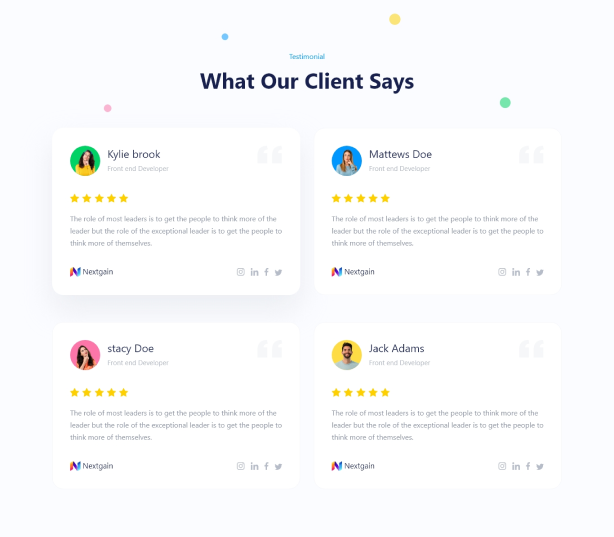 Testimonial
What Our Client Says
Kylie brook
Front end Developer
The role of most leaders is to get the people to think more of the
leader but the role of the exceptional leader is to get the people to
think more of themselves.
Nextgain
Mattews Doe
Front end Developer
The role of most leaders is to get the people to think more of the
leader but the role of the exceptional leader is to get the people to
think more of themselves.
Nextgain
stacy Doe
Front end Developer
The role of most leaders is to get the people to think more of the
leader but the role of the exceptional leader is to get the people to
think more of themselves.
Nextgain
Jack Adams
Front end Developer
The role of most leaders is to get the people to think more of the
leader but the role of the exceptional leader is to get the people to
think more of themselves.
Nextgain